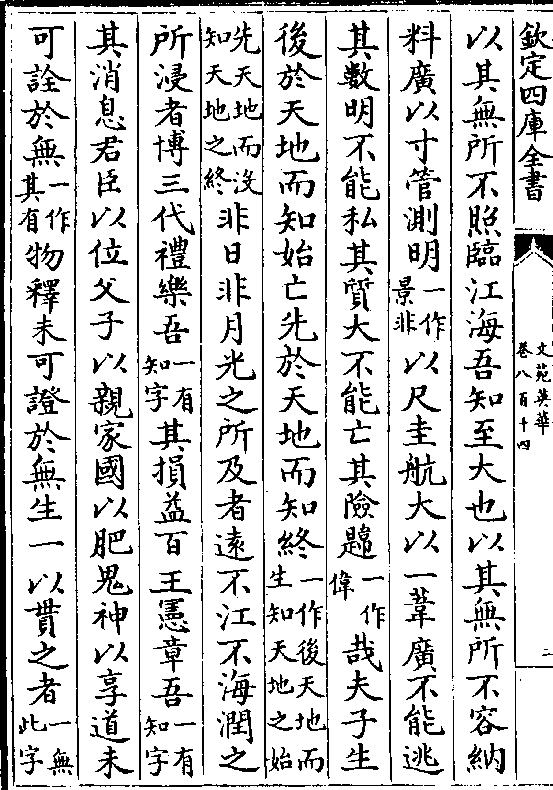 欽定四庫全書
文苑英華
卷八百十四
二
以其無所不照臨江海吾知至大也以其無所不容納
料廣以寸管測明一作景非以尺圭航大以一葦廣不能逃
其數明不能私其質大不能亡其險韙一作偉哉夫子生
後於天地而知始亡先於天地而知終一作後天地而生知天地之始
先天地而沒知天地之終非日非月光之所及者遠不江不海潤之
所浸者博三代禮樂吾一有知字其損益百王憲章吾一有知字
其消息君臣以位父子以親家國以肥鬼神以享道未
可詮於無一作其有物釋未可證於無生一以貫之者一無此字